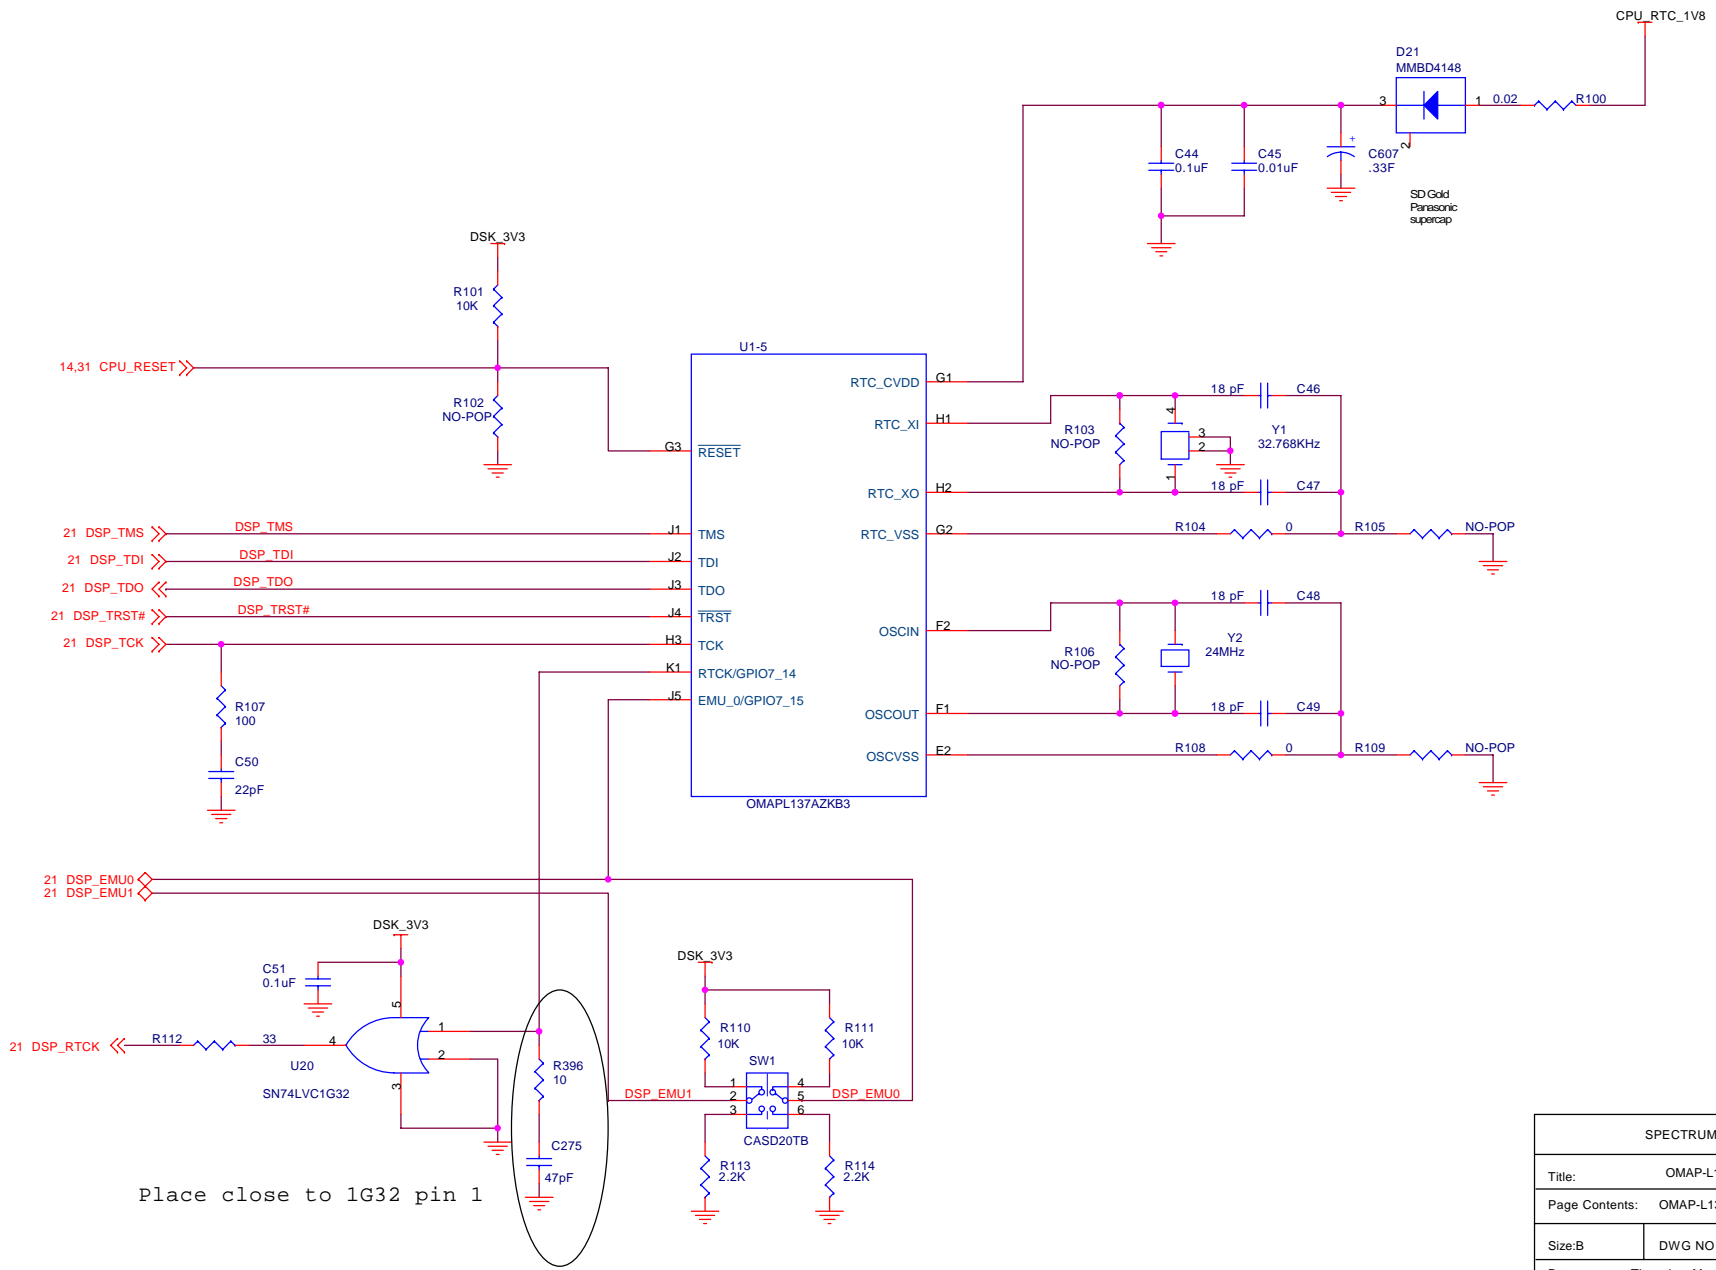 CPU_RTC_1V8
D21
MMBD4148
3
1
2
0.02
R100
C44
0.1uF
C45
0.01uF
+
C607
.33F
SD Gold
Panasonic
supercap
DSK_3V3
R101
10K
14,31 CPU_RESET
R102
NO-POP
U1-5
G3
RESET
RTC_CVDD
G1
RTC_XI
H1
RTC_XO
H2
RTC_VSS
G2
18 pF
C46
R103
NO-POP
4
3
2
1
Y1
32.768KHz
18 pF
C47
R104
0
R105
NO-POP
21 DSP_TMS
DSP_TMS
J1
TMS
21 DSP_TDI
DSP_TDI
J2
TDI
21 DSP_TDO
DSP_TDO
J3
TDO
21 DSP_TRST#
DSP_TRST#
J4
TRST
21 DSP_TCK
H3
TCK
K1
RTCK/GPIO7_14
J5
EMU_0/GPIO7_15
OSCIN
F2
OSCOUT
F1
OSCVSS
E2
18 pF
C48
R106
NO-POP
Y2
24MHz
18 pF
C49
R108
0
R109
NO-POP
R107
100
C50
22pF
OMAPL137AZKB3
21 DSP_EMU0
21 DSP_EMU1
DSK_3V3
C51
0.1uF
5
1
2
4
3
21 DSP_RTCK
R112
33
U20
SN74LVC1G32
R396
10
C275
47pF
Place close to 1G32 pin 1
DSK_3V3
R110
10K
R111
10K
SW1
DSP_EMU1
1
2
3
4
5
6
DSP_EMU0
CASD20TB
R113
2.2K
R114
2.2K
SPECTRUM
Title:
OMAP-L1
Page Contents:
OMAP-L13
Size:B
DWG NO